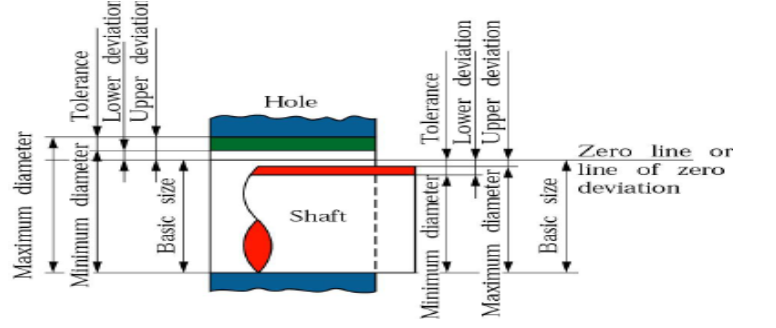 Tolerance
Lower deviation
Upper deviation
Maximum diameter
Minimum diameter
Basic size
Hole
Shaft
Tolerance
Lower deviation
Upper deviation
Minimum diameter
Maximum diameter
Basic size
Zero line or
line of zero
deviation